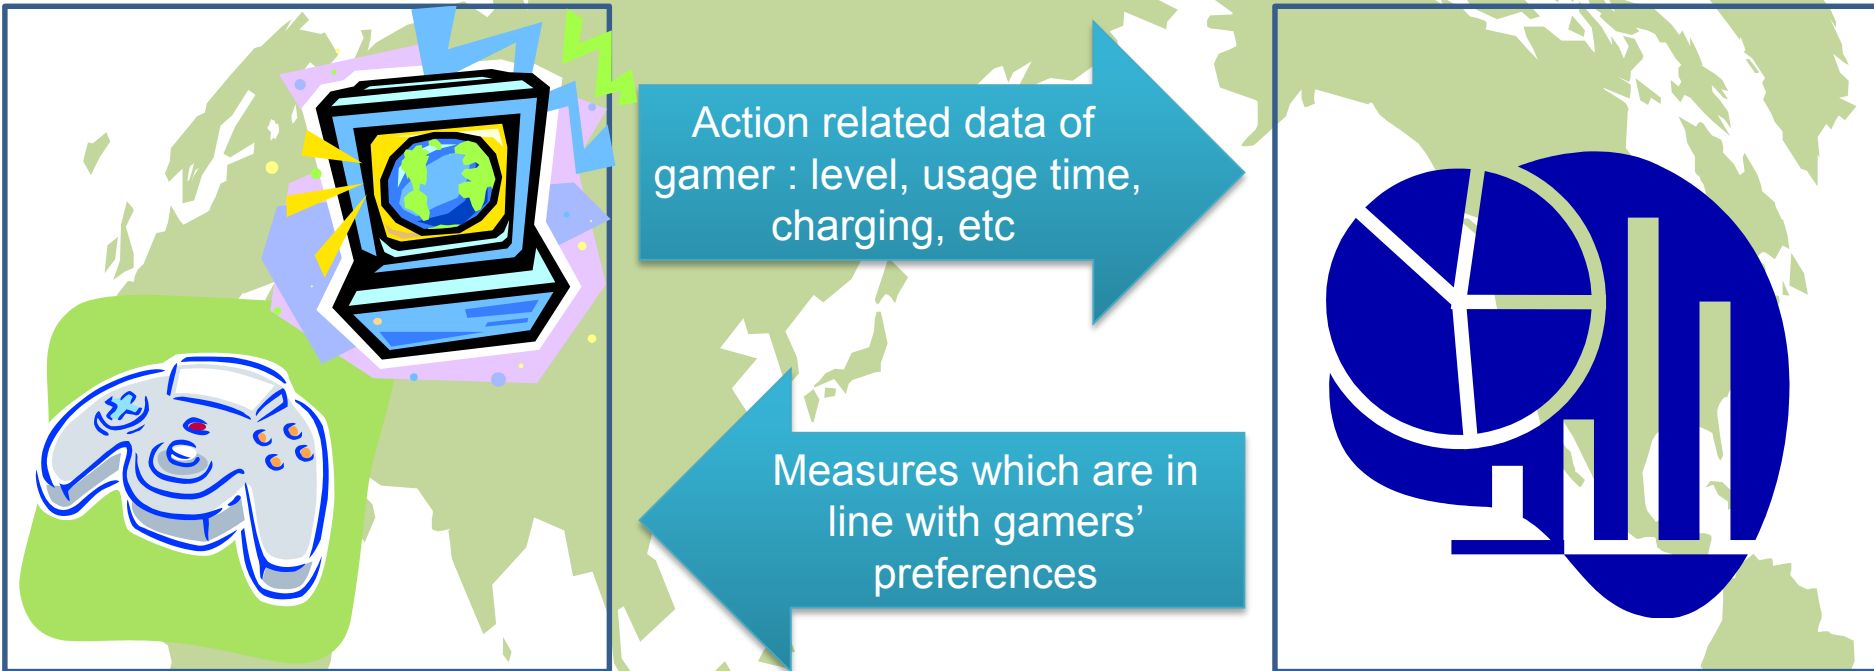 Action related data of
gamer : level, usage time,
charging, etc
Measures which are in
line with gamers’
preferences